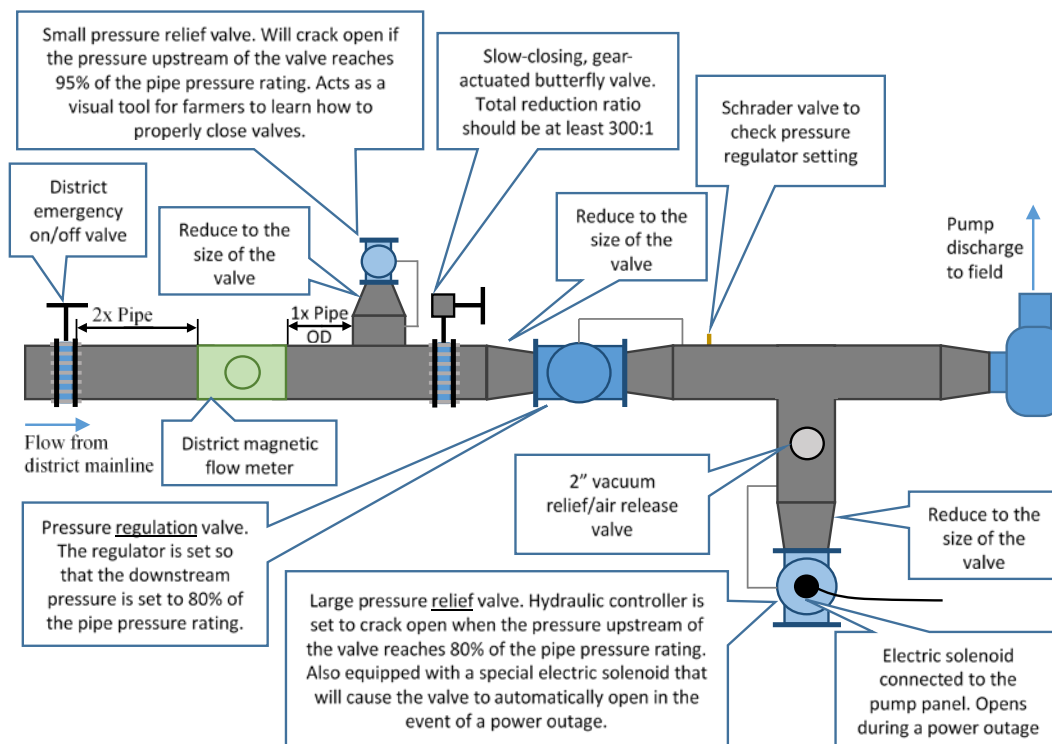 Small pressure relief valve. Will crack open if
the pressure upstream of the valve reaches
95% of the pipe pressure rating. Acts as a
visual tool for farmers to learn how to
properly close valves.
Slow-closing, gear-
actuated butterfly valve.
Total reduction ratio
should be at least 300:1
Schrader valve to
check pressure
regulator setting
District
emergency
on/off valve
Reduce to the
size of the
valve
Reduce to the
size of the
valve
Pump
discharge
to field
2x Pipe
1x Pipe
OD
Flow from
district mainline
District magnetic
flow meter
2” vacuum
relief/air release
valve
Reduce to the
size of the
valve
Pressure regulation valve.
The regulator is set so
that the downstream
pressure is set to 80% of
the pipe pressure rating.
Large pressure relief valve. Hydraulic controller is
set to crack open when the pressure upstream of
the valve reaches 80% of the pipe pressure rating.
Also equipped with a special electric solenoid that
will cause the valve to automatically open in the
event of a power outage.
Electric solenoid
connected to the
pump panel. Opens
during a power outage